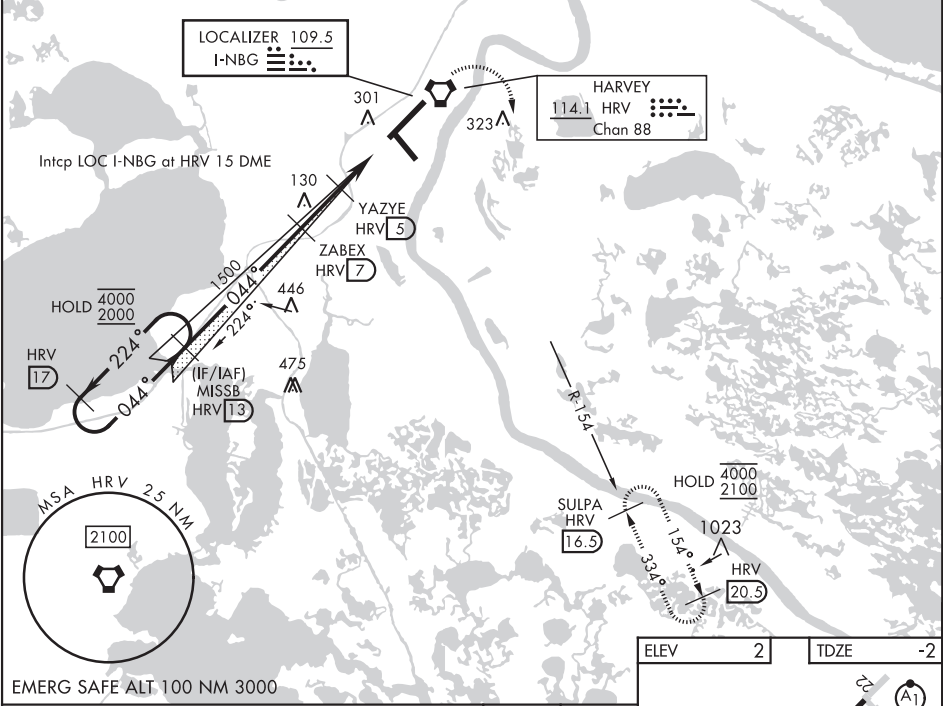 LOCALIZER 109.5
I-NBG
HARVEY
114.1 HRV
Chan 88
301
323
Intcp LOC I-NBG at HRV 15 DME
130
YAZYE
HRV 5
ZABEX
HRV 7
1500
044°
224°
446
HOLD 4000
2000
224°
044°
HRV
17
(IF/IAF)
MISSB
HRV 13
475
R-154
MSA HRV 25 NM
2100
SULPA
HRV
16.5
HOLD 4000
2100
154°
334°
1023
HRV
20.5
ELEV 2
TDZE -2
EMERG SAFE ALT 100 NM 3000
22
A1